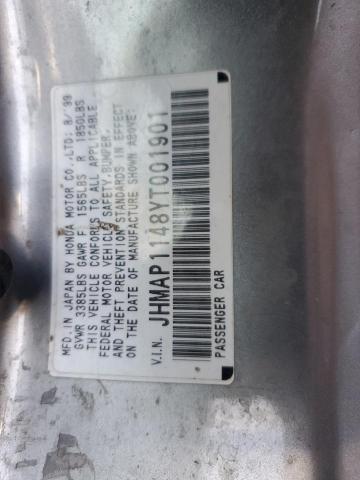 MFD.IN JAPAN BY HONDA MOTOR CO.,LTD: 8/99
GVWR 3385LBS GAWR F 1565LBS R 1850LBS
THIS VEHICLE CONFORMS TO ALL APPLICABLE
FEDERAL MOTOR VEHICLE SAFETY,BUMPER,
AND THEFT PREVENTION STANDARDS IN EFFECT
ON THE DATE OF MANUFACTURE SHOWN ABOVE
V.I.N. JHMAP1148YT001901
PASSENGER CAR